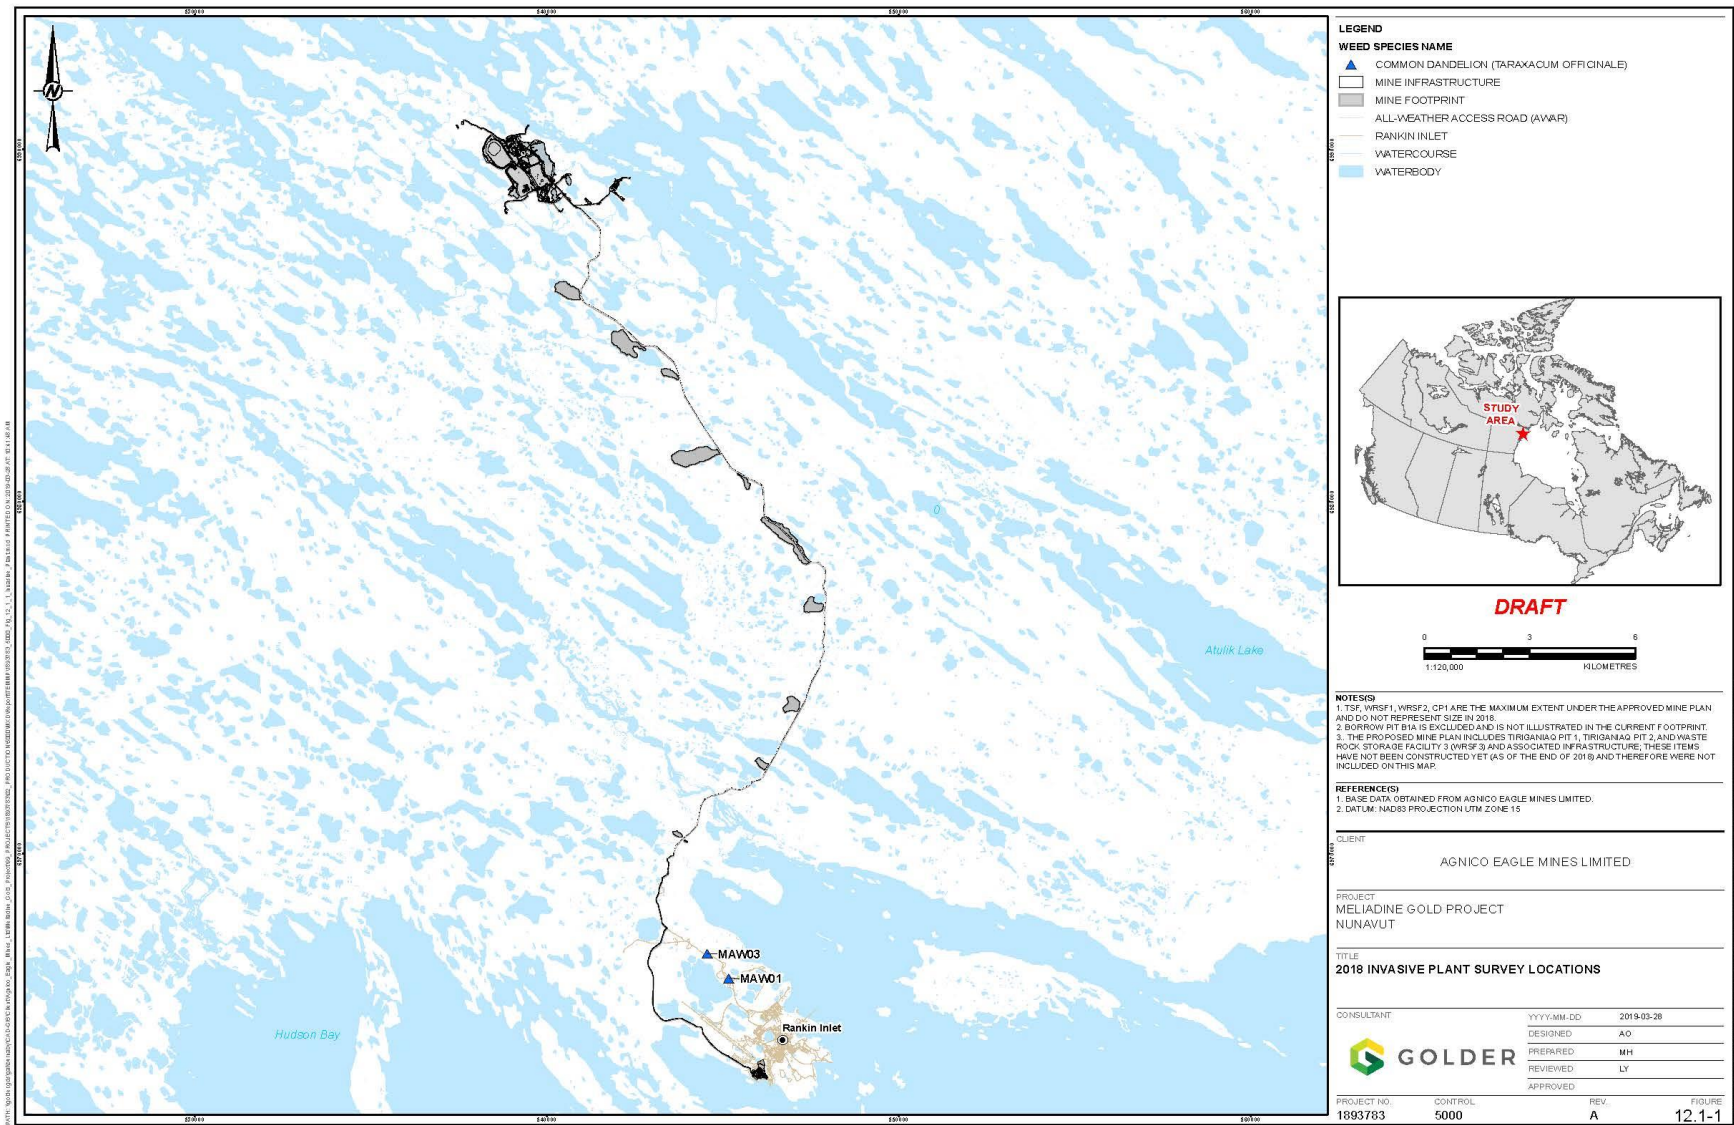 LEGEND
WEED SPECIES NAME
COMMON DANDELION (TARAXACUM OFFICINALE)
MINE INFRASTRUCTURE
MINE FOOTPRINT
ALL-WEATHER ACCESS ROAD (AWAR)
RANKIN INLET
WATERCOURSE
WATERBODY
N
0
Atulik Lake
MAW03
MAW01
Rankin Inlet
Hudson Bay
STUDY
AREA
DRAFT
0 3 6
1:120,000 KILOMETRES
NOTES(S)
1. TSF, WRSF1, WRSF2, CP1 ARE THE MAXIMUM EXTENT UNDER THE APPROVED MINE PLAN
AND DO NOT REPRESENT SIZE IN 2018.
2. BORROW PIT B1A IS EXCLUDED AND IS NOT ILLUSTRATED IN THE CURRENT FOOTPRINT.
3. THE PROPOSED MINE PLAN INCLUDES TIRIGANIAQ PIT 1, TIRIGANIAQ PIT 2, AND WASTE
ROCK STORAGE FACILITY 3 (WRSF3) AND ASSOCIATED INFRASTRUCTURE; THESE ITEMS
HAVE NOT BEEN CONSTRUCTED YET (AS OF THE END OF 2018) AND THEREFORE WERE NOT
INCLUDED ON THIS MAP.
REFERENCE(S)
1. BASE DATA OBTAINED FROM AGNICO EAGLE MINES LIMITED.
2. DATUM: NAD83 PROJECTION UTM ZONE 15
CLIENT
AGNICO EAGLE MINES LIMITED
PROJECT
MELIADINE GOLD PROJECT
NUNAVUT
TITLE
2018 INVASIVE PLANT SURVEY LOCATIONS
CONSULTANT
GOLDER
YYYY-MM-DD 2019-03-28
DESIGNED AO
PREPARED MH
REVIEWED LY
APPROVED
PROJECT NO. CONTROL REV. FIGURE
1893783 5000 A 12.1-1